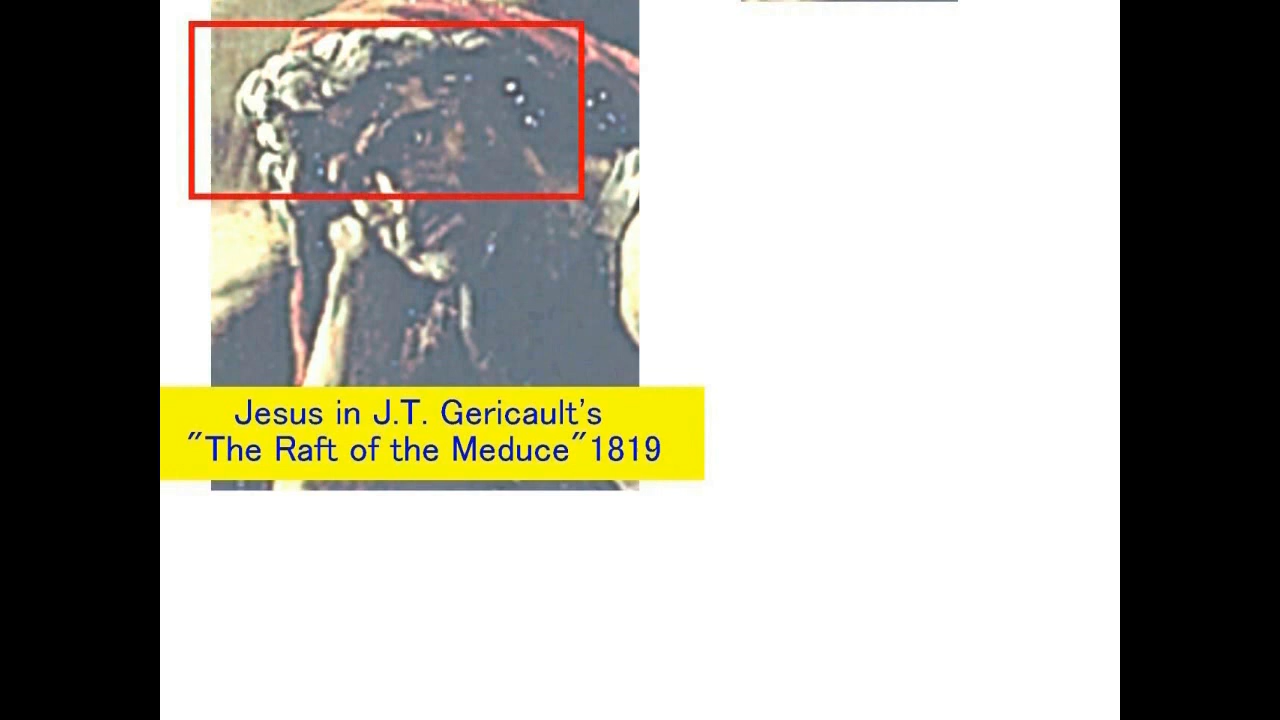 Jesus in J.T. Gericault's
"The Raft of the Meduce"1819